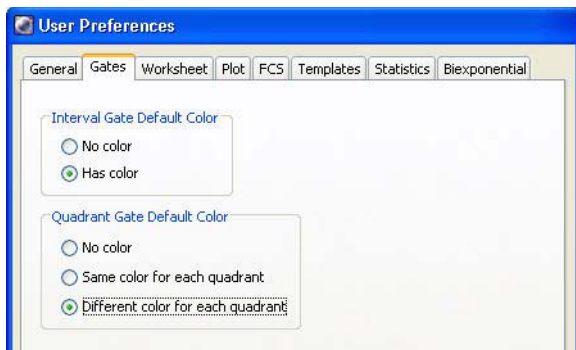 User Preferences
General Gates Worksheet Plot FCS Templates Statistics Biexponential
Interval Gate Default Color
No color
Has color
Quadrant Gate Default Color
No color
Same color for each quadrant
Different color for each quadrant